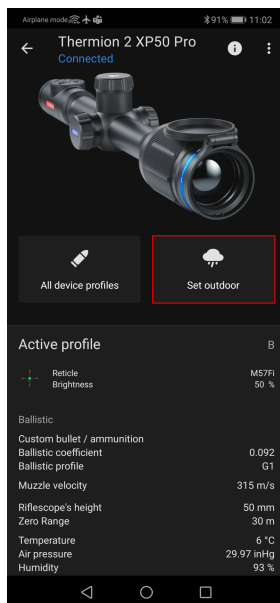 Airplane mode 91% 11:02
Thermion 2 XP50 Pro
Connected
All device profiles
Set outdoor
Active profile B
Reticle M57Fi
Brightness 50 %
Ballistic
Custom bullet / ammunition
Ballistic coefficient 0.092
Ballistic profile G1
Muzzle velocity 315 m/s
Riflescope's height 50 mm
Zero Range 30 m
Temperature 6 °C
Air pressure 29.97 inHg
Humidity 93 %